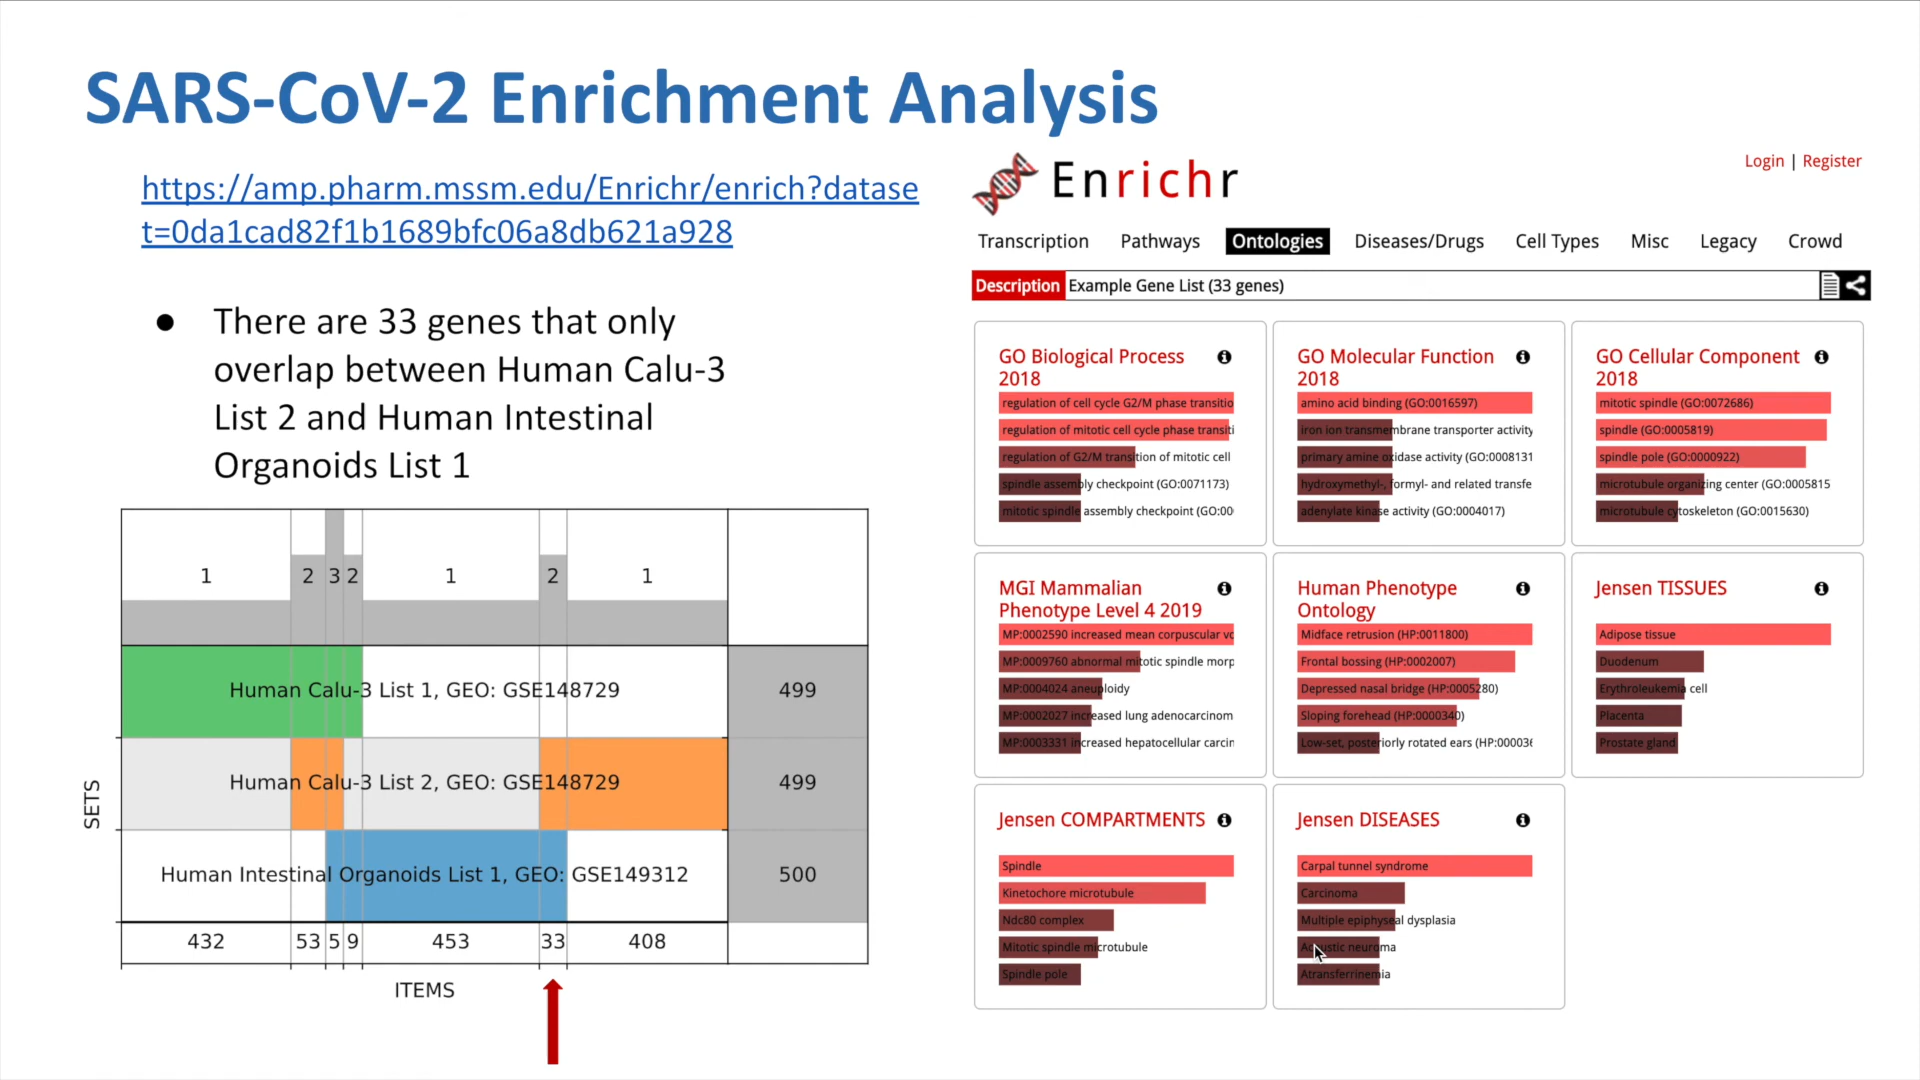 SARS-CoV-2 Enrichment Analysis
https://amp.pharm.mssm.edu/Enrichr/enrich?datase
t=0da1cad82f1b1689bfc06a8db621a928
● There are 33 genes that only
overlap between Human Calu-3
List 2 and Human Intestinal
Organoids List 1
1 2 3 2 1 2 1
Human Calu-3 List 1, GEO: GSE148729 499
Human Calu-3 List 2, GEO: GSE148729 499
Human Intestinal Organoids List 1, GEO: GSE149312 500
SETS
432 53 5 9 453 33 408
ITEMS
Enrichr
Login | Register
Transcription Pathways Ontologies Diseases/Drugs Cell Types Misc Legacy Crowd
Description Example Gene List (33 genes)
GO Biological Process
2018
regulation of cell cycle G2/M phase transitio
regulation of mitotic cell cycle phase transiti
regulation of G2/M transition of mitotic cell
spindle assembly checkpoint (GO:0071173)
mitotic spindle assembly checkpoint (GO:00
GO Molecular Function
2018
amino acid binding (GO:0016597)
iron ion transmembrane transporter activity
primary amine oxidase activity (GO:0008131
hydroxymethyl-, formyl- and related transfe
adenylate kinase activity (GO:0004017)
GO Cellular Component
2018
mitotic spindle (GO:0072686)
spindle (GO:0005819)
spindle pole (GO:0000922)
microtubule organizing center (GO:0005815
microtubule cytoskeleton (GO:0015630)
MGI Mammalian
Phenotype Level 4 2019
MP:0002590 increased mean corpuscular vo
MP:0009760 abnormal mitotic spindle morp
MP:0004024 aneuploidy
MP:0002027 increased lung adenocarcinom
MP:0003331 increased hepatocellular carcin
Human Phenotype
Ontology
Midface retrusion (HP:0011800)
Frontal bossing (HP:0002007)
Depressed nasal bridge (HP:0005280)
Sloping forehead (HP:0000340)
Low-set, posteriorly rotated ears (HP:000036
Jensen TISSUES
Adipose tissue
Duodenum
Erythroleukemia cell
Placenta
Prostate gland
Jensen COMPARTMENTS
Spindle
Kinetochore microtubule
Ndc80 complex
Mitotic spindle microtubule
Spindle pole
Jensen DISEASES
Carpal tunnel syndrome
Carcinoma
Multiple epiphyseal dysplasia
Acoustic neuroma
Atransferrinemia